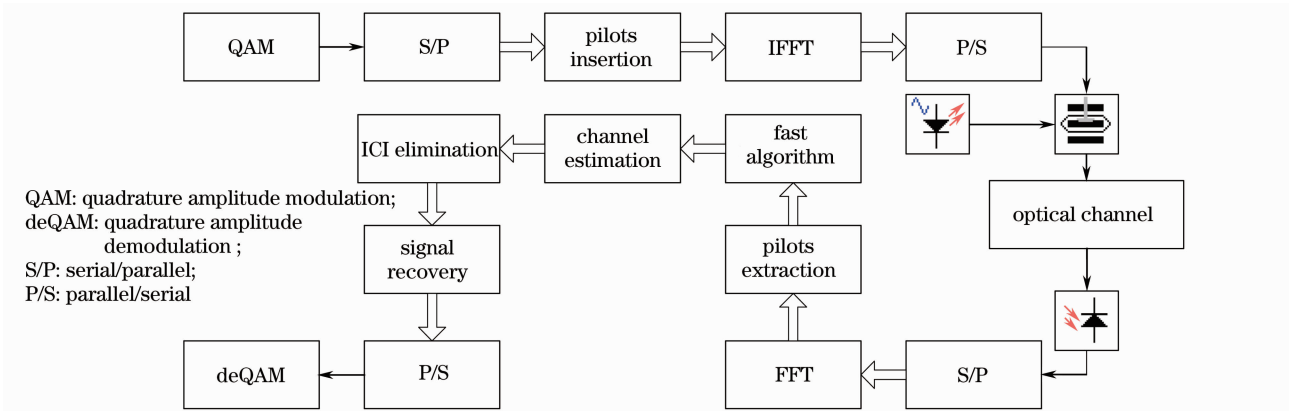 QAM
S/P
pilots
insertion
IFFT
P/S
ICI elimination
channel
estimation
fast
algorithm
optical channel
QAM: quadrature amplitude modulation;
deQAM: quadrature amplitude
demodulation ;
S/P: serial/parallel;
P/S: parallel/serial
signal
recovery
pilots
extraction
deQAM
P/S
FFT
S/P